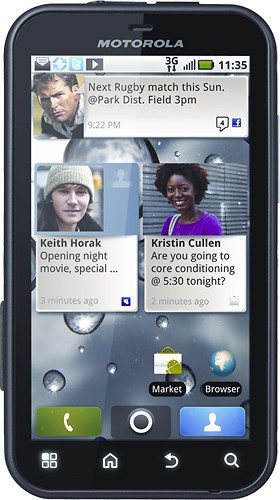 MOTOROLA
3G 11:35
Next Rugby match this Sun.
@Park Dist. Field 3pm
9:22 PM 4
Keith Horak
Opening night
movie, special ...
3 minutes ago
Kristin Cullen
Are you going to
core conditioning
@ 5:30 tonight?
2 minutes ago
Market Browser